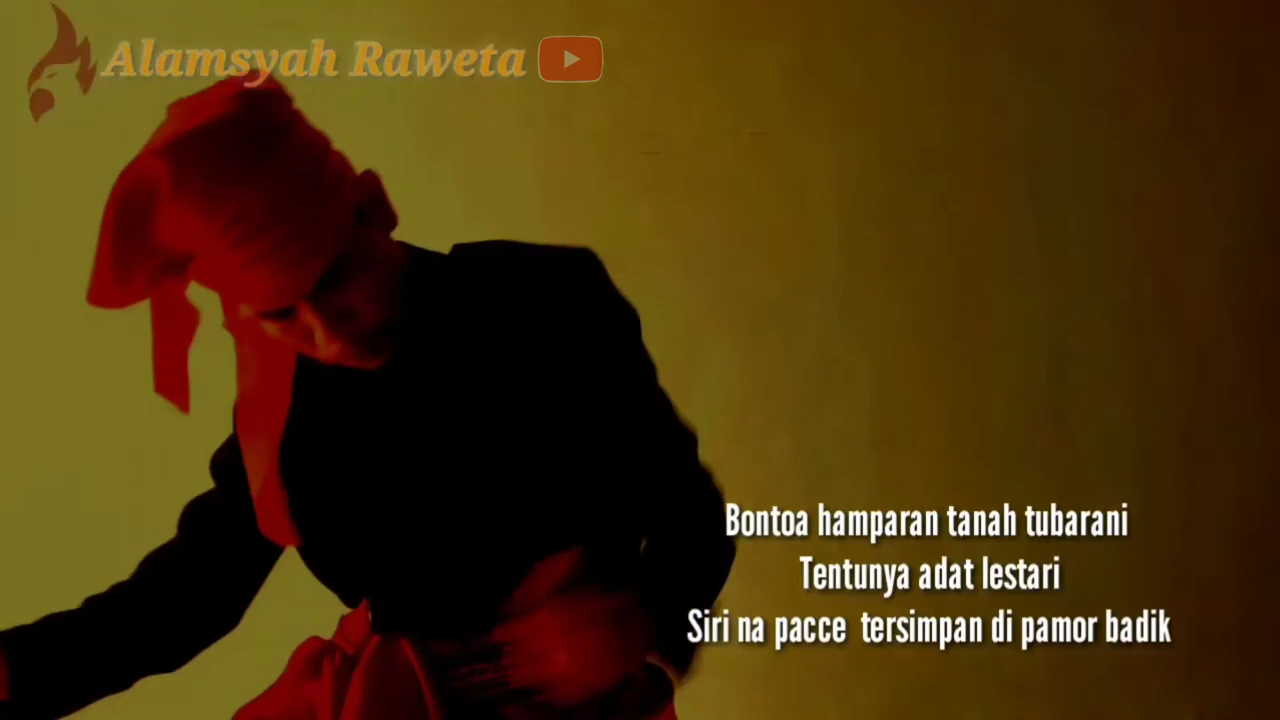 Alamsyah Raweta
Bontoa hamparan tanah tubarani
Tentunya adat lestari
Siri na pacce tersimpan di pamor badik